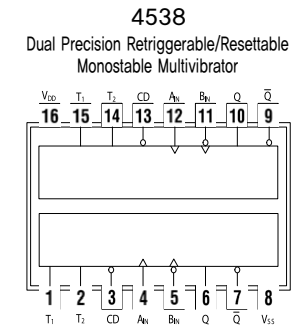 4538
Dual Precision Retriggerable/Resettable
Monostable Multivibrator
VDD T1 T2 CD AIN BIN Q Q̅
16 15 14 13 12 11 10 9
1 2 3 4 5 6 7 8
T1 T2 CD AIN BIN Q Q̅ VSS